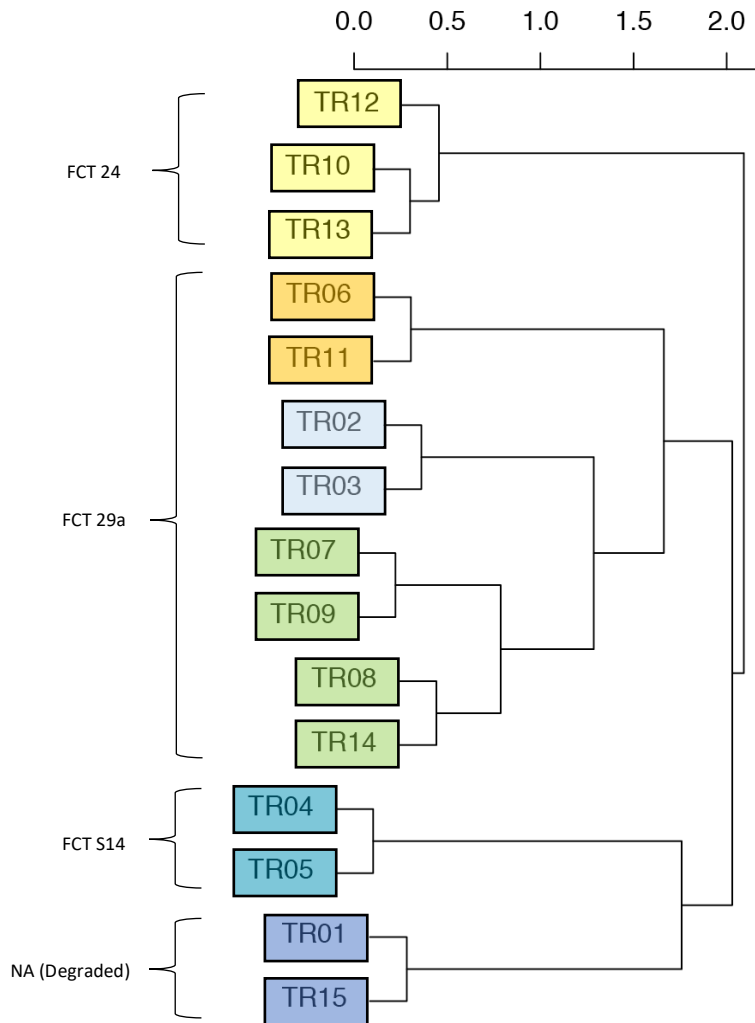 0.0 0.5 1.0 1.5 2.0
TR12
FCT 24
TR10
TR13
TR06
TR11
TR02
TR03
FCT 29a
TR07
TR09
TR08
TR14
TR04
FCT S14
TR05
TR01
NA (Degraded)
TR15